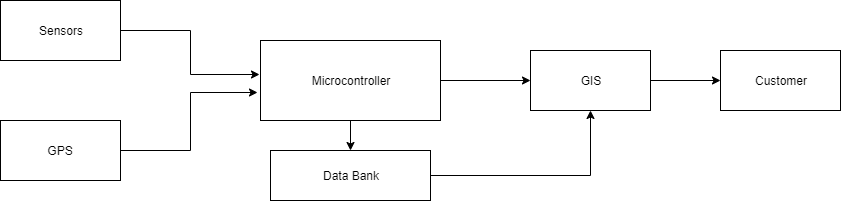 Sensors
Microcontroller
GIS
Customer
GPS
Data Bank